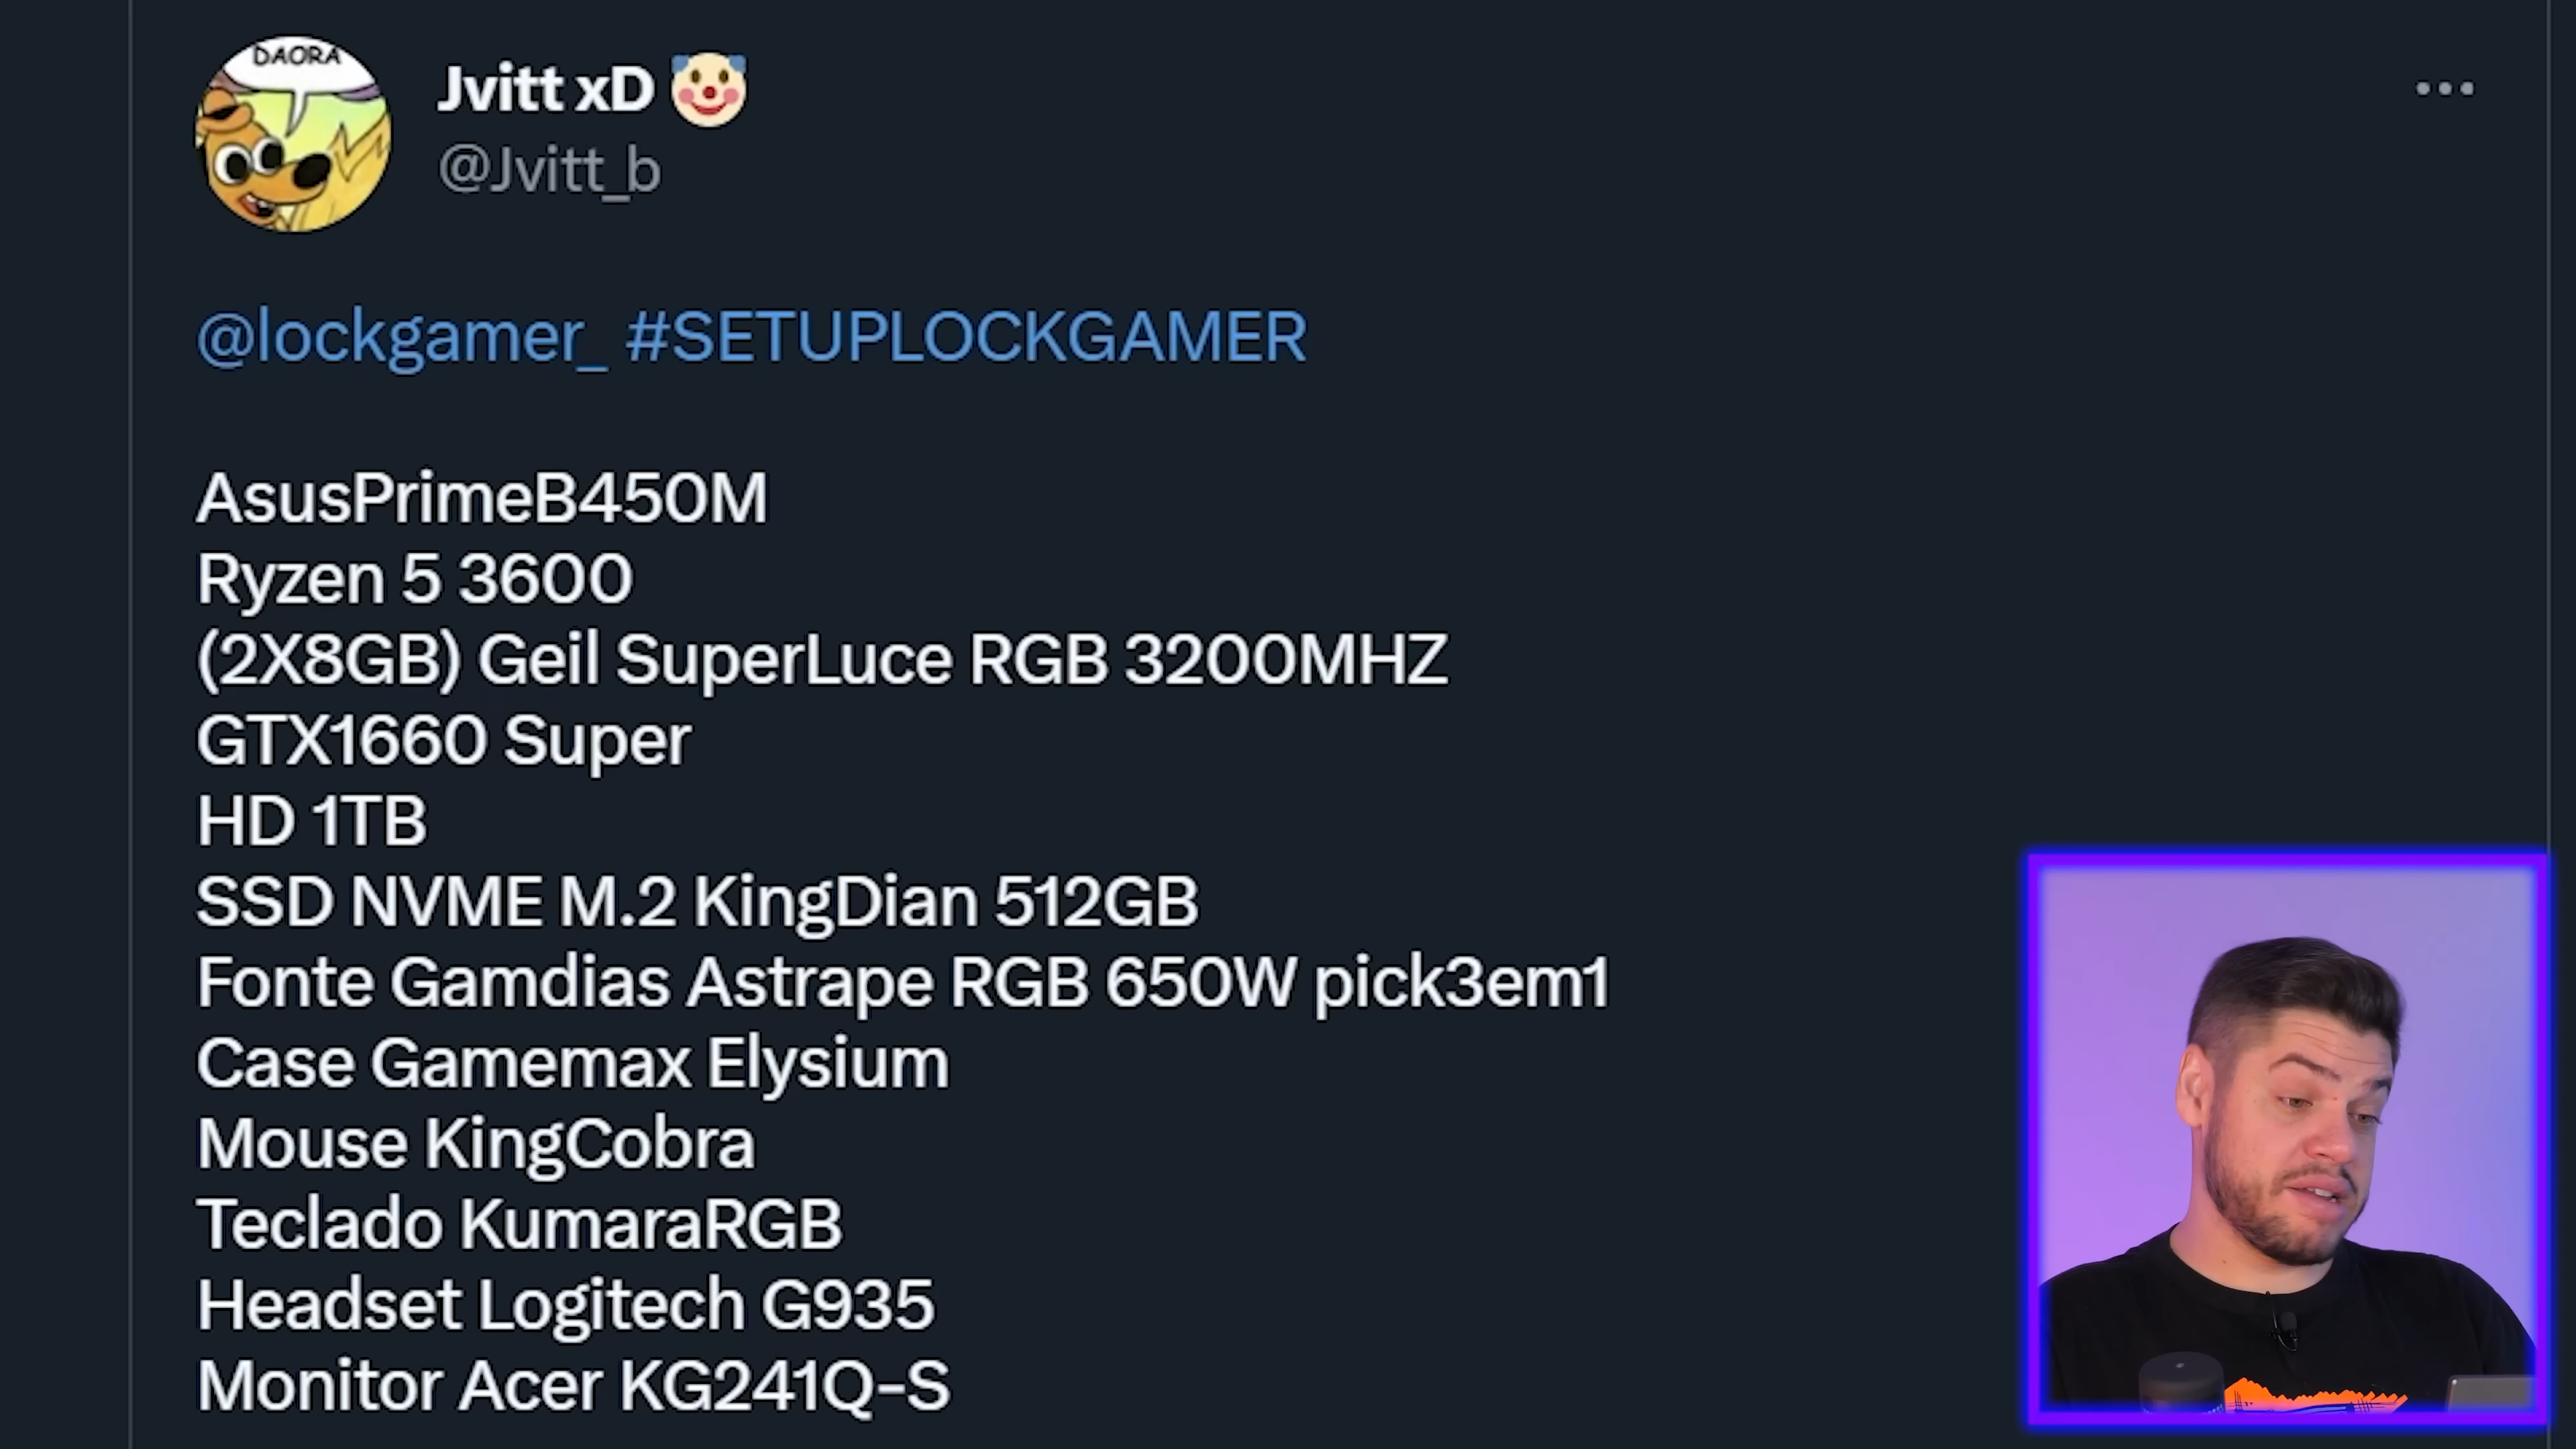 DAORA
Jvitt xD 🤡
@Jvitt_b
@lockgamer_ #SETUPLOCKGAMER
AsusPrimeB450M
Ryzen 5 3600
(2X8GB) Geil SuperLuce RGB 3200MHZ
GTX1660 Super
HD 1TB
SSD NVME M.2 KingDian 512GB
Fonte Gamdias Astrape RGB 650W pick3em1
Case Gamemax Elysium
Mouse KingCobra
Teclado KumaraRGB
Headset Logitech G935
Monitor Acer KG241Q-S